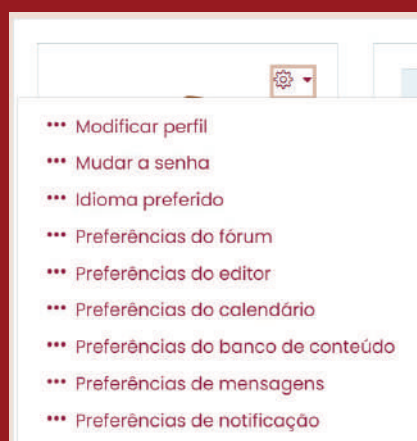 Modificar perfil
Mudar a senha
Idioma preferido
Preferências do fórum
Preferências do editor
Preferências do calendário
Preferências do banco de conteúdo
Preferências de mensagens
Preferências de notificação